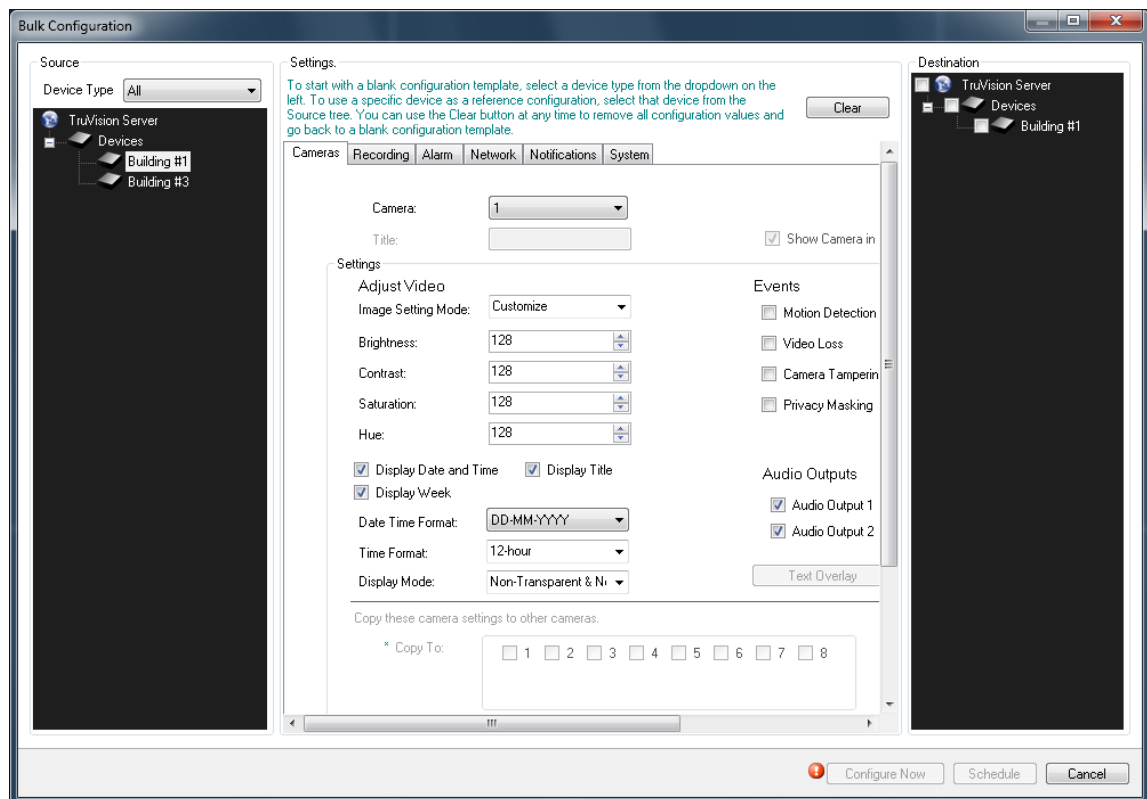 Bulk Configuration
Source
Device Type All
TruVision Server
Devices
Building #1
Building #3
Settings.
To start with a blank configuration template, select a device type from the dropdown on the
left. To use a specific device as a reference configuration, select that device from the
Source tree. You can use the Clear button at any time to remove all configuration values and
go back to a blank configuration template.
Clear
Cameras Recording Alarm Network Notifications System
Camera: 1
Title: Show Camera in
Settings
Adjust Video Events
Image Setting Mode: Customize Motion Detection
Brightness: 128 Video Loss
Contrast: 128 Camera Tamperin
Saturation: 128 Privacy Masking
Hue: 128
Display Date and Time Display Title Audio Outputs
Display Week Audio Output 1
Date Time Format: DD-MM-YYYY Audio Output 2
Time Format: 12-hour
Display Mode: Non-Transparent & N Text Overlay
Copy these camera settings to other cameras.
* Copy To: 1 2 3 4 5 6 7 8
Destination
TruVision Server
Devices
Building #1
Configure Now Schedule Cancel